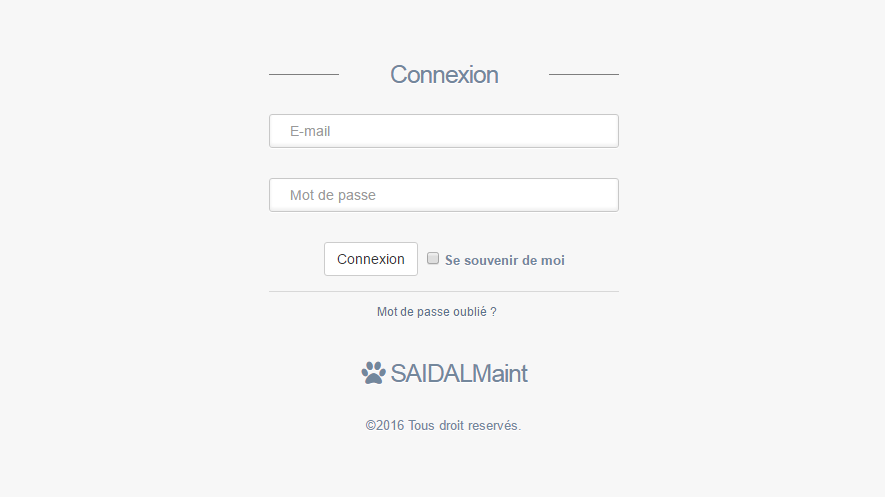 Connexion
E-mail
Mot de passe
Connexion Se souvenir de moi
Mot de passe oublié ?
SAIDALMaint
©2016 Tous droit reservés.